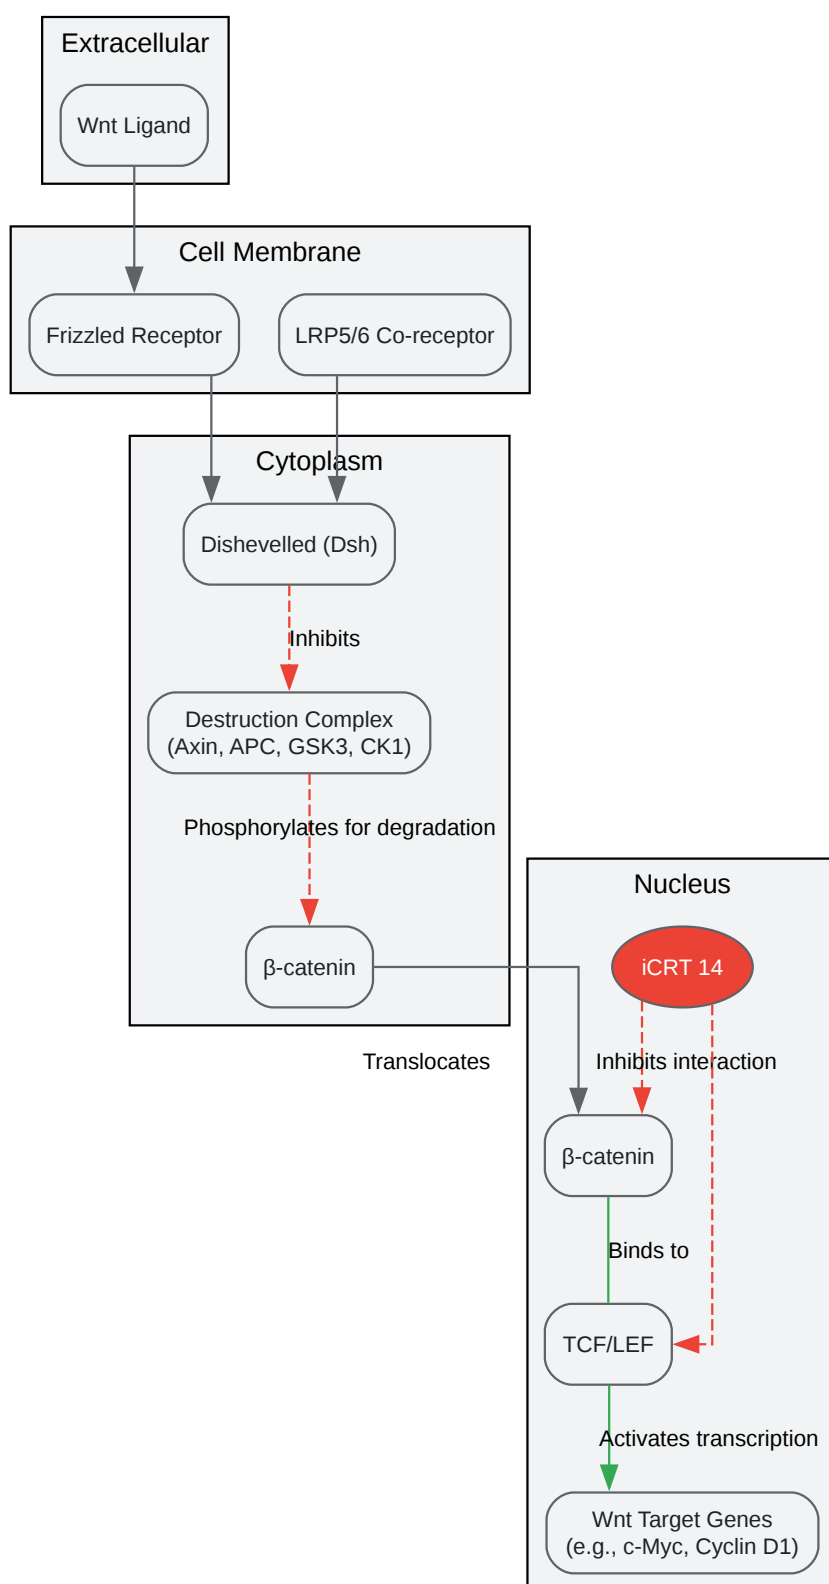 Extracellular
Wnt Ligand
Cell Membrane
Frizzled Receptor
LRP5/6 Co-receptor
Cytoplasm
Dishevelled (Dsh)
Inhibits
Destruction Complex
(Axin, APC, GSK3, CK1)
Phosphorylates for degradation
Nucleus
β-catenin
iCRT 14
Translocates
Inhibits interaction
β-catenin
Binds to
TCF/LEF
Activates transcription
Wnt Target Genes
(e.g., c-Myc, Cyclin D1)